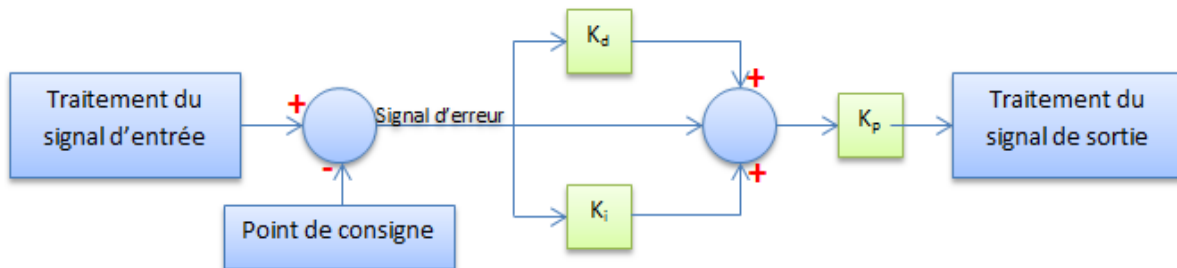 K_d
Traitement du
signal d'entrée
+
Signal d'erreur
+
K_p
Traitement du
signal de sortie
-
+
Point de consigne
K_i